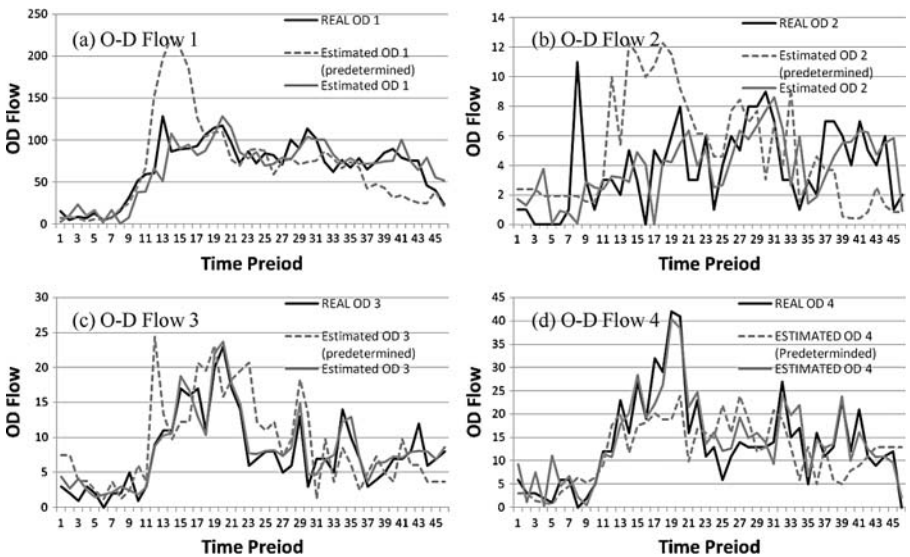 (a) O-D Flow 1
REAL OD 1
Estimated OD 1
(predetermined)
Estimated OD 1
OD Flow
250
200
150
100
50
0
1 3 5 7 9 11 13 15 17 19 21 23 25 27 29 31 33 35 37 39 41 43 45
Time Preiod
(b) O-D Flow 2
REAL OD 2
Estimated OD 2
(predetermined)
Estimated OD 2
OD Flow
14
12
10
8
6
4
2
0
1 3 5 7 9 11 13 15 17 19 21 23 25 27 29 31 33 35 37 39 41 43 45
Time Preiod
(c) O-D Flow 3
REAL OD 3
Estimated OD 3
(predetermined)
Estimated OD 3
OD Flow
30
25
20
15
10
5
0
1 3 5 7 9 11 13 15 17 19 21 23 25 27 29 31 33 35 37 39 41 43 45
Time Preiod
(d) O-D Flow 4
REAL OD 4
ESTIMATED OD 4
(Predeterminded)
ESTIMATED OD 4
OD Flow
45
40
35
30
25
20
15
10
5
0
1 3 5 7 9 11 13 15 17 19 21 23 25 27 29 31 33 35 37 39 41 43 45
Time Preiod